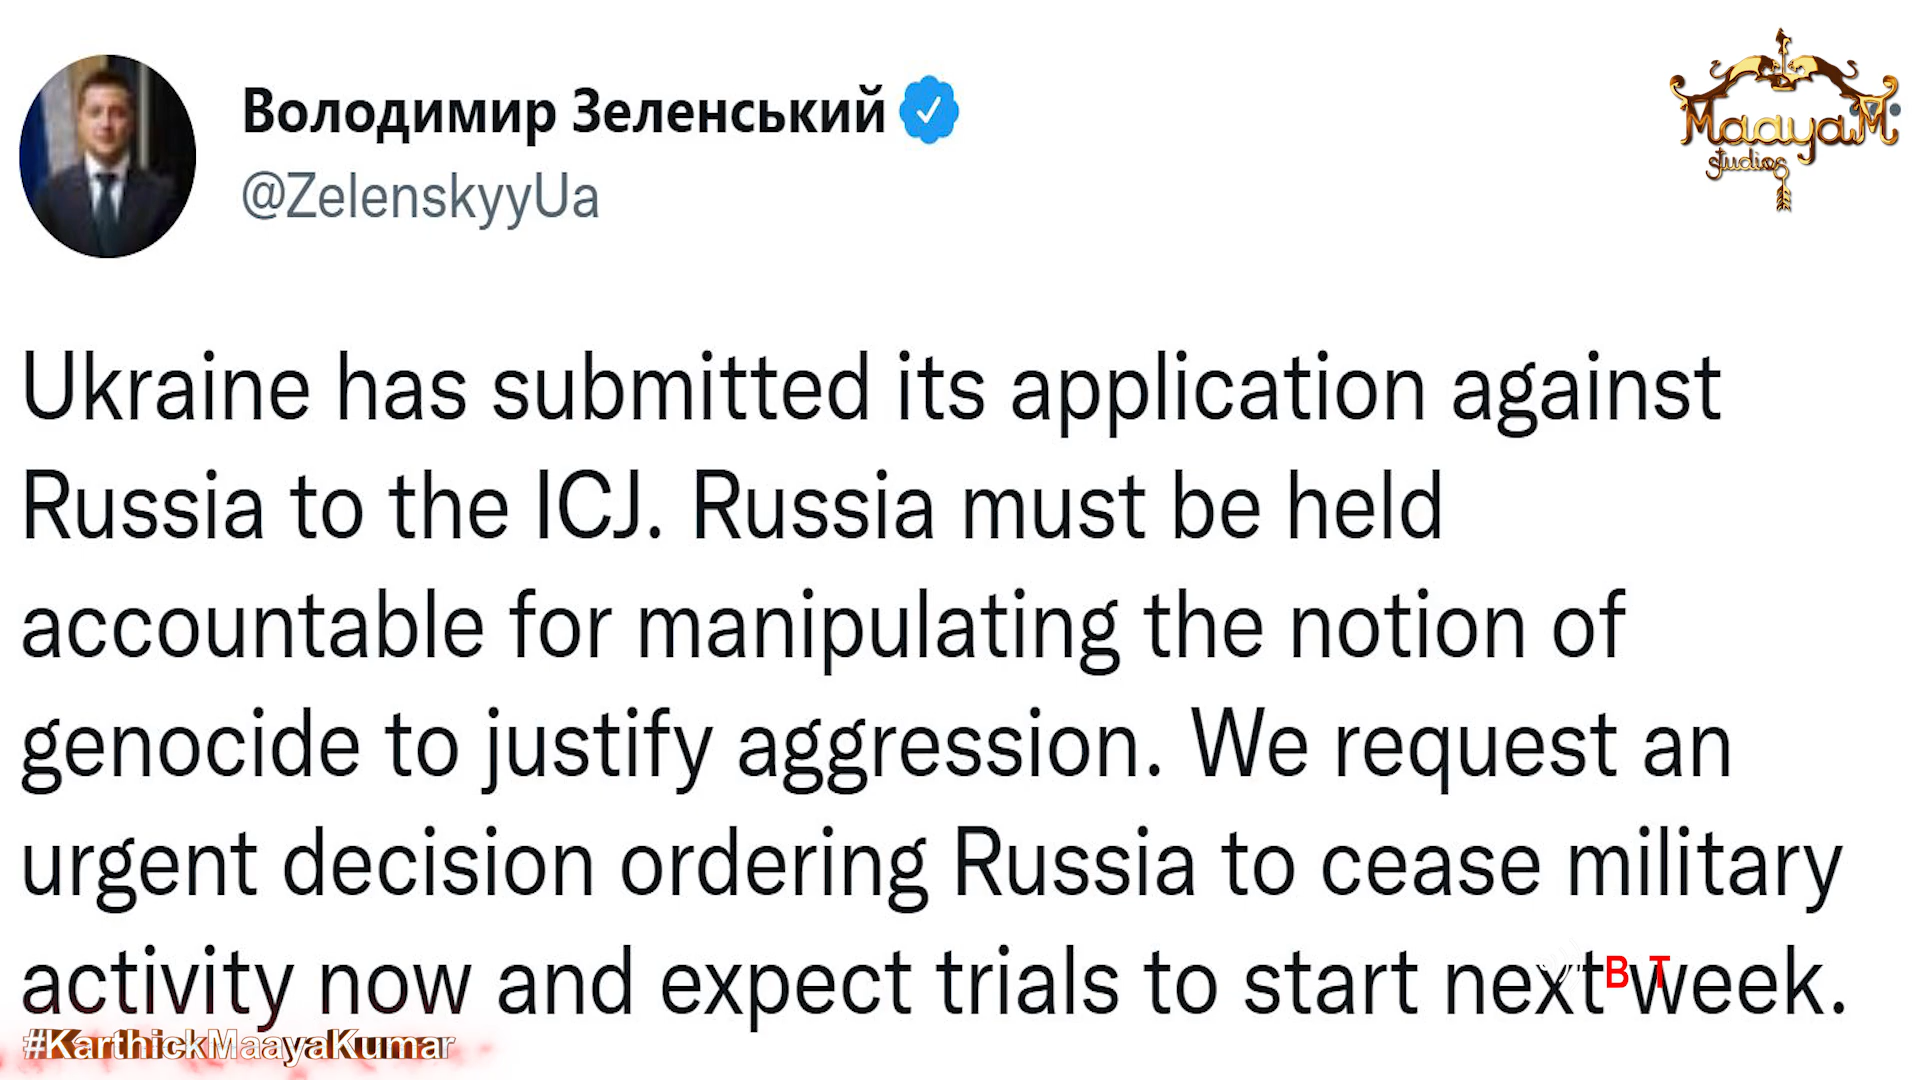 Володимир Зеленський
@ZelenskyyUa
MaayaM
studios
Ukraine has submitted its application against
Russia to the ICJ. Russia must be held
accountable for manipulating the notion of
genocide to justify aggression. We request an
urgent decision ordering Russia to cease military
activity now and expect trials to start next week.
B T
#KarthickMaayaKumar